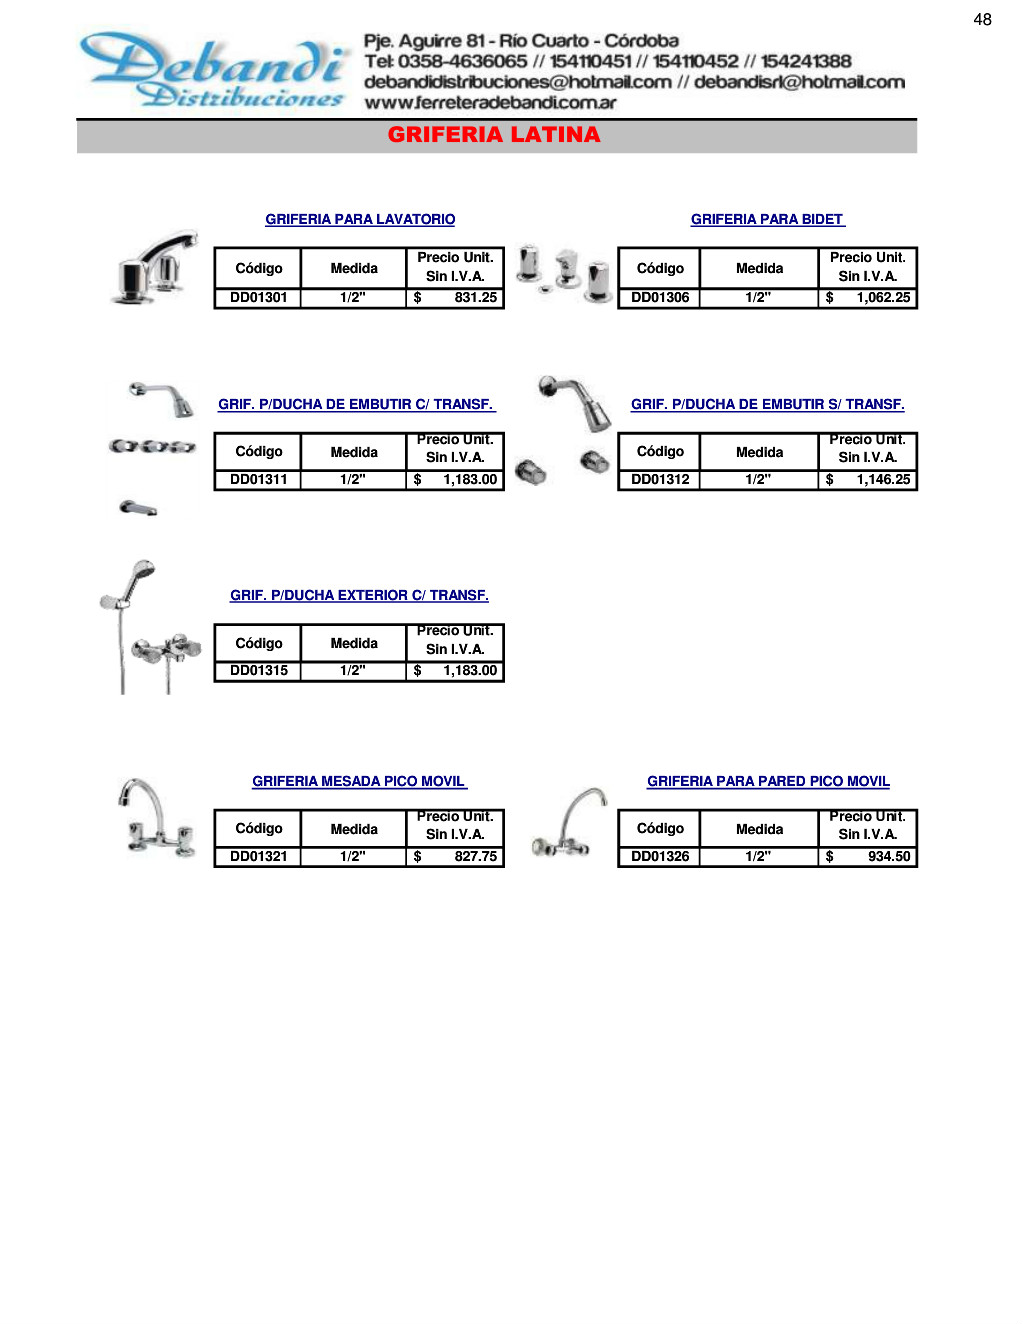 48
Debandi
Distribuciones
Pje. Aguirre 81 - Río Cuarto - Córdoba
Tel: 0358-4636065 // 154110451 // 154110452 // 154241388
debandidistribuciones@hotmail.com // debandisrl@hotmail.com
www.ferreteradebandi.com.ar
GRIFERIA LATINA
GRIFERIA PARA LAVATORIO
Código Medida Precio Unit. Sin I.V.A.
DD01301 1/2" $ 831.25
GRIFERIA PARA BIDET
Código Medida Precio Unit. Sin I.V.A.
DD01306 1/2" $ 1,062.25
GRIF. P/DUCHA DE EMBUTIR C/ TRANSF.
Código Medida Precio Unit. Sin I.V.A.
DD01311 1/2" $ 1,183.00
GRIF. P/DUCHA DE EMBUTIR S/ TRANSF.
Código Medida Precio Unit. Sin I.V.A.
DD01312 1/2" $ 1,146.25
GRIF. P/DUCHA EXTERIOR C/ TRANSF.
Código Medida Precio Unit. Sin I.V.A.
DD01315 1/2" $ 1,183.00
GRIFERIA MESADA PICO MOVIL
Código Medida Precio Unit. Sin I.V.A.
DD01321 1/2" $ 827.75
GRIFERIA PARA PARED PICO MOVIL
Código Medida Precio Unit. Sin I.V.A.
DD01326 1/2" $ 934.50